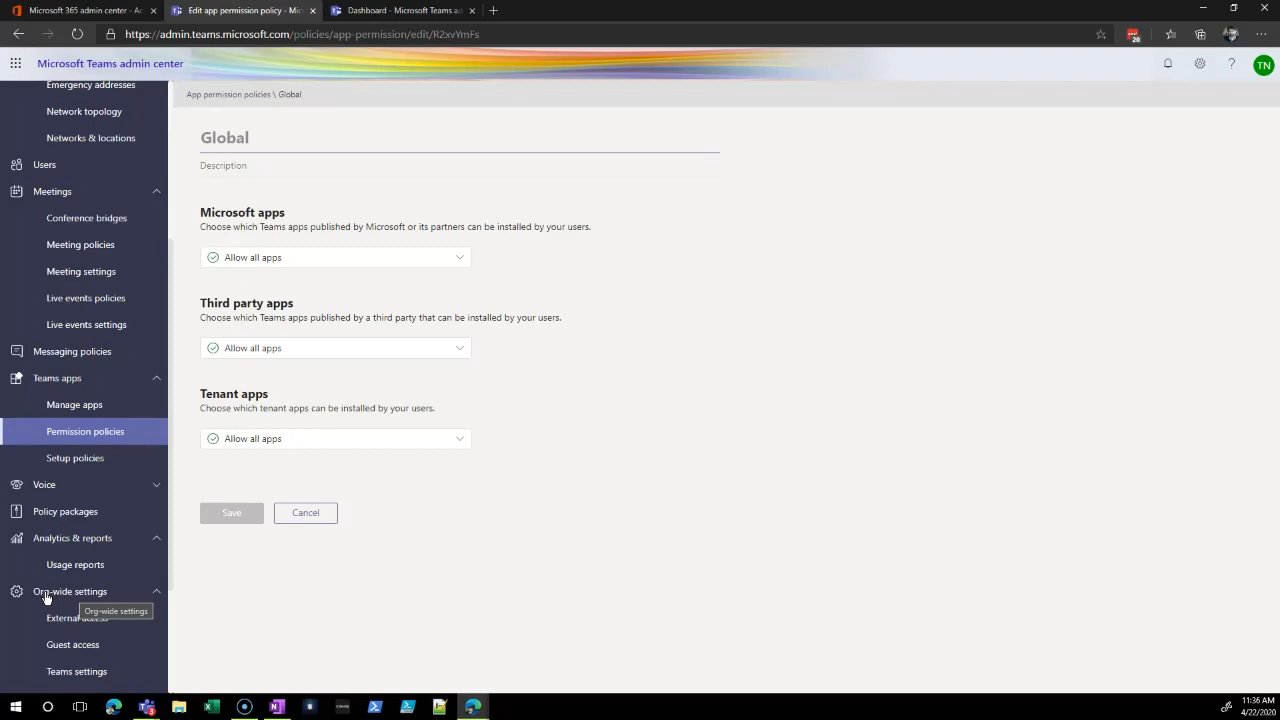 Microsoft 365 admin center - Ac
Edit app permission policy - Mic
Dashboard - Microsoft Teams ad
https://admin.teams.microsoft.com/policies/app-permission/edit/R2xvYmFs
20
Microsoft Teams admin center
TN
Emergency addresses
Network topology
Networks & locations
Users
Meetings
Conference bridges
Meeting policies
Meeting settings
Live events policies
Live events settings
Messaging policies
Teams apps
Manage apps
Permission policies
Setup policies
Voice
Policy packages
Analytics & reports
Usage reports
Org-wide settings
Org-wide settings
External access
Guest access
Teams settings
App permission policies \ Global
Global
Description
Microsoft apps
Choose which Teams apps published by Microsoft or its partners can be installed by your users.
Allow all apps
Third party apps
Choose which Teams apps published by a third party that can be installed by your users.
Allow all apps
Tenant apps
Choose which tenant apps can be installed by your users.
Allow all apps
Save
Cancel
11:36 AM
4/22/2020